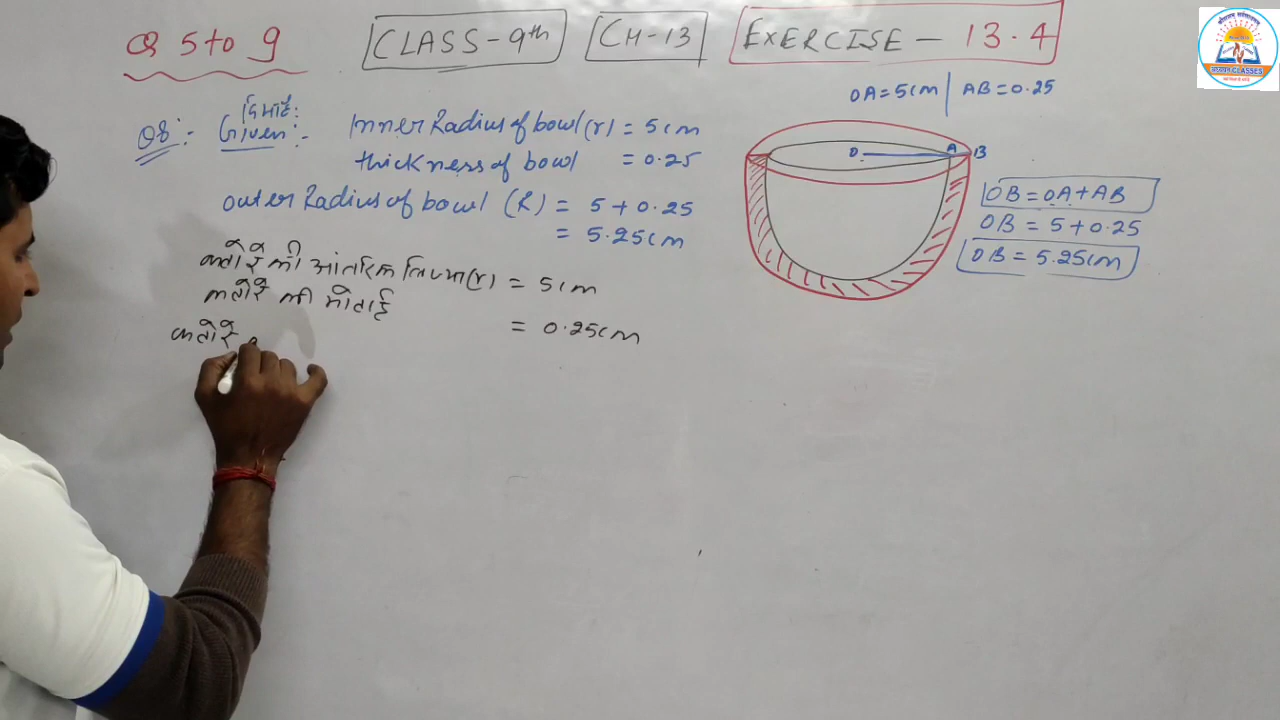 Q 5 to 9
CLASS-9th
CH-13
EXERCISE - 13.4
OA=5cm | AB=0.25
Q8:- Given:-
Inner Radius of bowl (r) = 5cm
thickness of bowl = 0.25
outer Radius of bowl (R) = 5+0.25
= 5.25cm
कटोरे की आंतरिक त्रिज्या (r) = 5cm
कटोरे की मोटाई = 0.25cm
कटोरे
O A B
OB=OA+AB
OB = 5+0.25
OB = 5.25cm
CLASSES